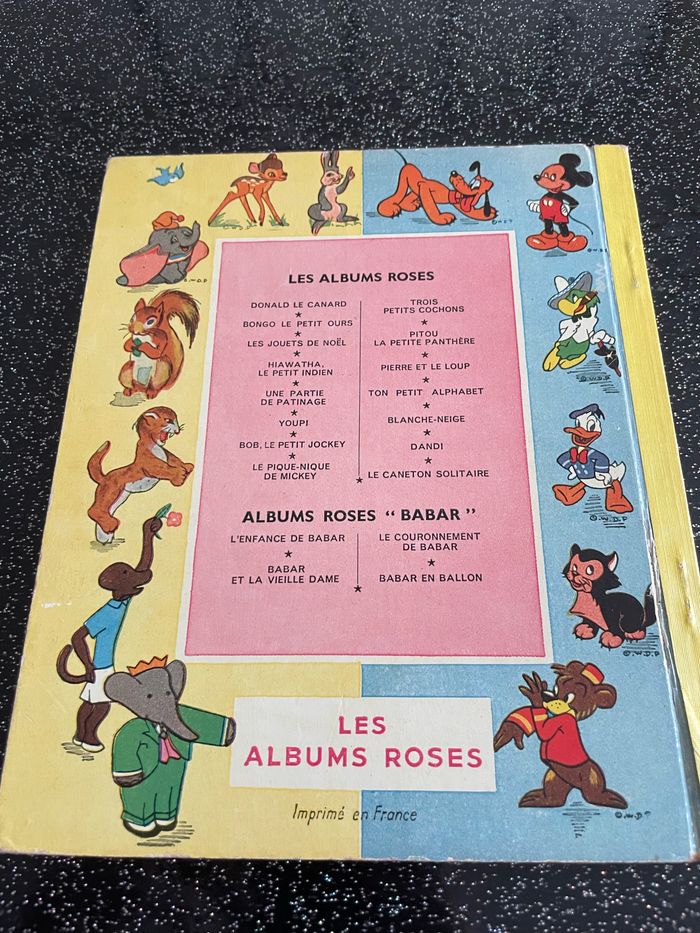 LES ALBUMS ROSES
DONALD LE CANARD
BONGO LE PETIT OURS
LES JOUETS DE NOËL
HIAWATHA,
LE PETIT INDIEN
UNE PARTIE
DE PATINAGE
YOUPI
BOB, LE PETIT JOCKEY
LE PIQUE-NIQUE
DE MICKEY
TROIS
PETITS COCHONS
PITOU
LA PETITE PANTHÈRE
PIERRE ET LE LOUP
TON PETIT ALPHABET
BLANCHE-NEIGE
DANDI
LE CANETON SOLITAIRE
ALBUMS ROSES " BABAR "
L'ENFANCE DE BABAR
BABAR
ET LA VIEILLE DAME
LE COURONNEMENT
DE BABAR
BABAR EN BALLON
LES
ALBUMS ROSES
Imprimé en France
©.W.D.P
©.W.D.P
©.W.D.P